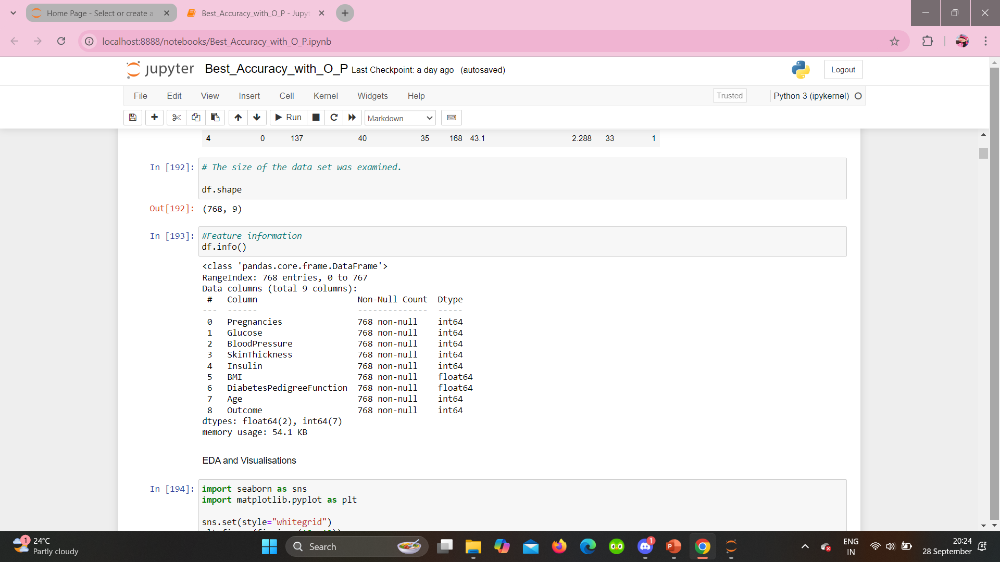 Home Page - Select or create a
Best_Accuracy_with_O_P - Jupyt
localhost:8888/notebooks/Best_Accuracy_with_O_P.ipynb
jupyter Best_Accuracy_with_O_P Last Checkpoint: a day ago (autosaved)
Logout
File Edit View Insert Cell Kernel Widgets Help
Trusted
Python 3 (ipykernel)
Run
Markdown
4 0 137 40 35 168 43.1 2.288 33 1
In [192]: # The size of the data set was examined.
df.shape
Out[192]: (768, 9)
In [193]: #Feature information
df.info()
<class 'pandas.core.frame.DataFrame'>
RangeIndex: 768 entries, 0 to 767
Data columns (total 9 columns):
# Column Non-Null Count Dtype
--- ------ -------------- -----
0 Pregnancies 768 non-null int64
1 Glucose 768 non-null int64
2 BloodPressure 768 non-null int64
3 SkinThickness 768 non-null int64
4 Insulin 768 non-null int64
5 BMI 768 non-null float64
6 DiabetesPedigreeFunction 768 non-null float64
7 Age 768 non-null int64
8 Outcome 768 non-null int64
dtypes: float64(2), int64(7)
memory usage: 54.1 KB
EDA and Visualisations
In [194]: import seaborn as sns
import matplotlib.pyplot as plt
sns.set(style="whitegrid")
1
24°C
Partly cloudy
Search
1
P
ENG
IN
20:24
28 September